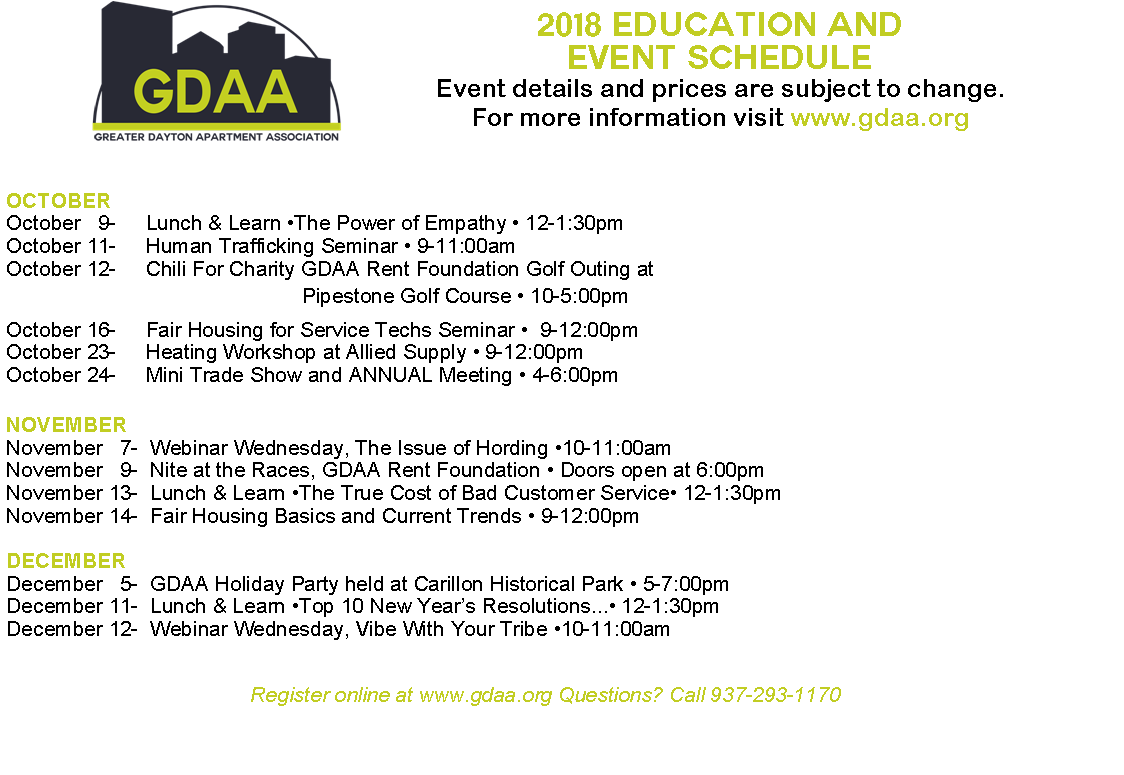 GDAA
GREATER DAYTON APARTMENT ASSOCIATION
2018 EDUCATION AND
EVENT SCHEDULE
Event details and prices are subject to change.
For more information visit www.gdaa.org
OCTOBER
October 9- Lunch & Learn •The Power of Empathy • 12-1:30pm
October 11- Human Trafficking Seminar • 9-11:00am
October 12- Chili For Charity GDAA Rent Foundation Golf Outing at
Pipestone Golf Course • 10-5:00pm
October 16- Fair Housing for Service Techs Seminar • 9-12:00pm
October 23- Heating Workshop at Allied Supply • 9-12:00pm
October 24- Mini Trade Show and ANNUAL Meeting • 4-6:00pm
NOVEMBER
November 7- Webinar Wednesday, The Issue of Hording •10-11:00am
November 9- Nite at the Races, GDAA Rent Foundation • Doors open at 6:00pm
November 13- Lunch & Learn •The True Cost of Bad Customer Service• 12-1:30pm
November 14- Fair Housing Basics and Current Trends • 9-12:00pm
DECEMBER
December 5- GDAA Holiday Party held at Carillon Historical Park • 5-7:00pm
December 11- Lunch & Learn •Top 10 New Year’s Resolutions...• 12-1:30pm
December 12- Webinar Wednesday, Vibe With Your Tribe •10-11:00am
Register online at www.gdaa.org Questions? Call 937-293-1170